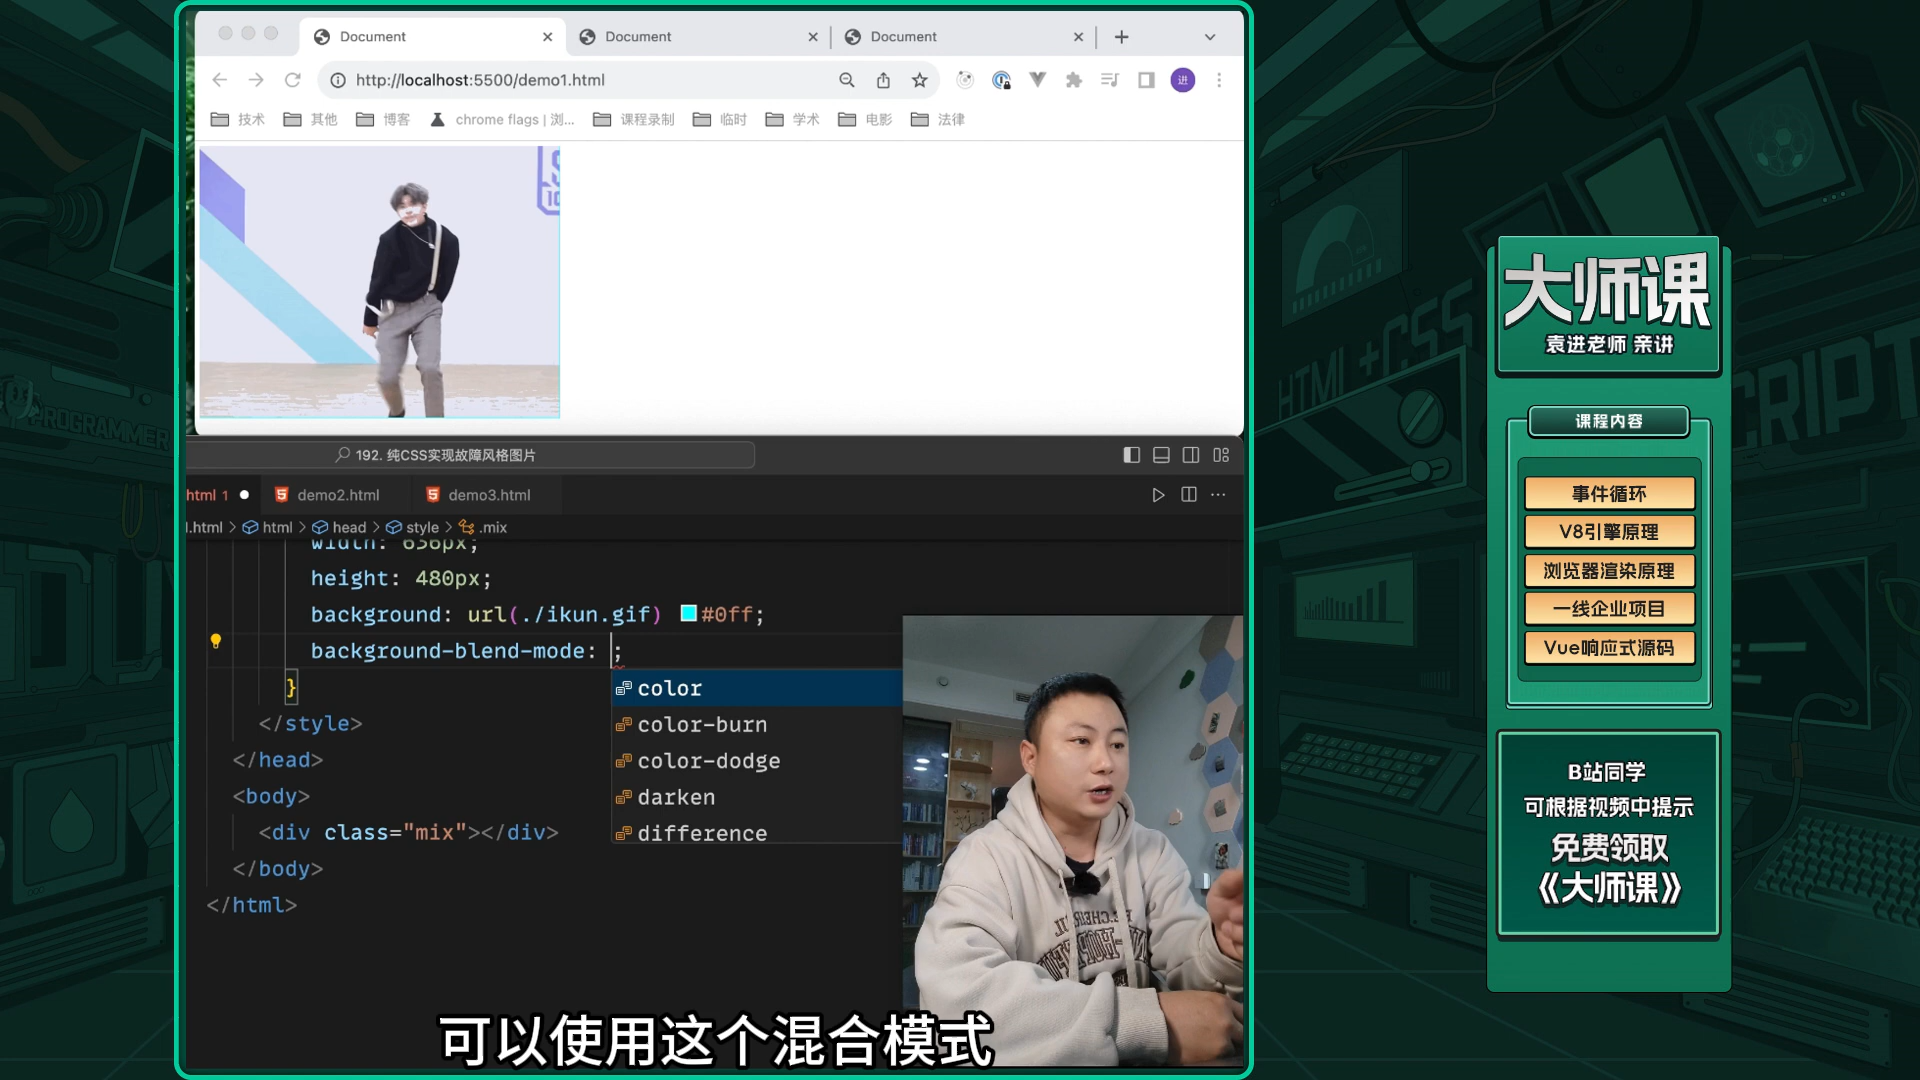 Document
Document
Document
http://localhost:5500/demo1.html
进
技术
其他
博客
chrome flags | 浏...
课程录制
临时
学术
电影
法律
192. 纯CSS实现故障风格图片
html 1
demo2.html
demo3.html
.html > html > head > style > .mix
width: 636px;
height: 480px;
background: url(./ikun.gif) #0ff;
background-blend-mode: ;
}
</style>
</head>
<body>
<div class="mix"></div>
</body>
</html>
color
color-burn
color-dodge
darken
difference
可以使用这个混合模式
大师课
袁进老师 亲讲
课程内容
事件循环
V8引擎原理
浏览器渲染原理
一线企业项目
Vue响应式源码
B站同学
可根据视频中提示
免费领取
《大师课》
PROGRAMMER
HTML+CSS
CRIPT